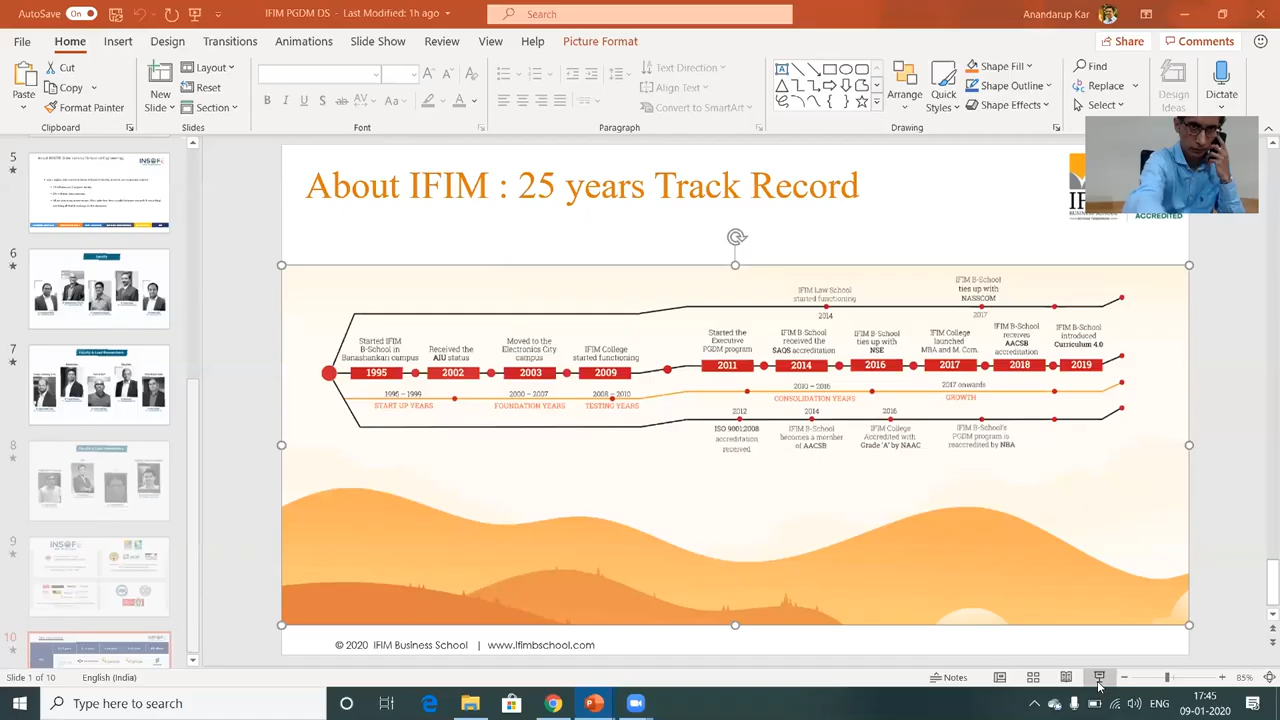 AutoSave On
IFIM PGDM DS - AutoRecovered - Last Modified: 1h ago
Search
Anandarup Kar
File Home Insert Design Transitions Animations Slide Show Review View Help Picture Format
Share Comments
Paste
Cut
Copy
Format Painter
Clipboard
New
Slide
Layout
Reset
Section
Slides
Font
Text Direction
Align Text
Convert to SmartArt
Paragraph
Arrange
Quick
Styles
Shape Fill
Shape Outline
Shape Effects
Drawing
Find
Replace
Select
Design
Ideas
Dictate
5
6
7
8
9
10
About IFIM : 25 years Track Record
ACCREDITED
IFIM Law School
started functioning
2014
IFIM B-School
ties up with
NASSCOM
2017
Started IFIM
B-School in
Banashankari campus
1995
Received the
AIU status
2002
Moved to the
Electronics City
campus
2003
IFIM College
started functioning
2009
Started the
Executive
PGDM program
2011
IFIM B-School
received the
SAQS accreditation
2014
IFIM B-School
ties up with
NSE
2016
IFIM College
launched
MBA and M. Com.
2017
IFIM B-School
receives
AACSB
accreditation
2018
IFIM B-School
introduced
Curriculum 4.0
2019
1995 – 1999
START UP YEARS
2000 – 2007
FOUNDATION YEARS
2008 – 2010
TESTING YEARS
2010 – 2016
CONSOLIDATION YEARS
2017 onwards
GROWTH
2012
ISO 9001:2008
accreditation
received
2014
IFIM B-School
becomes a member
of AACSB
2016
IFIM College
Accredited with
Grade 'A' by NAAC
IFIM B-School's
PGDM program is
reaccredited by NBA
© 2020 IFIM Business School | www.ifimbschool.com
Slide 1 of 10 English (India)
Notes
85%
Type here to search
ENG
17:45
09-01-2020